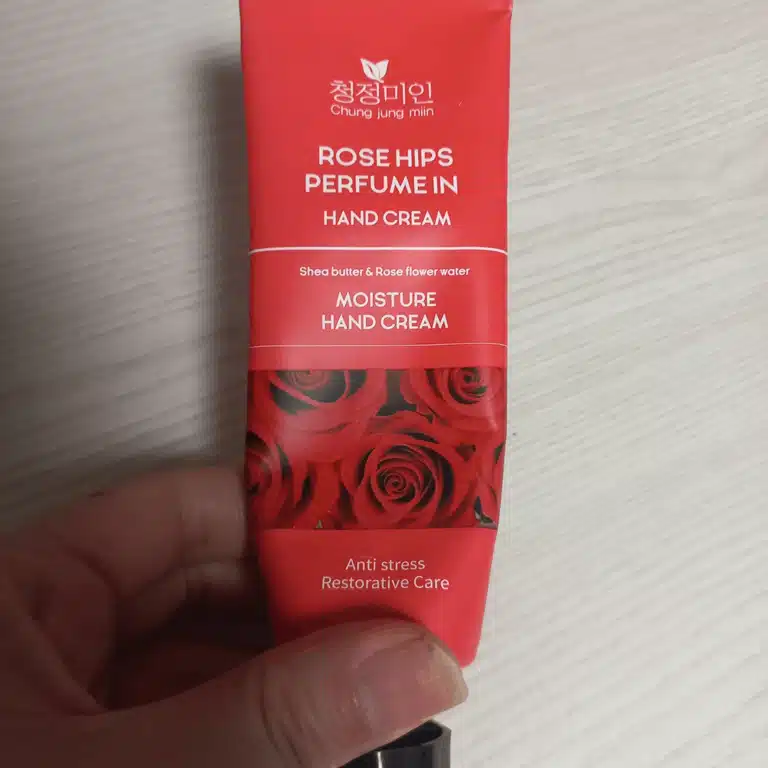 청정미인
Chung jung miin
ROSE HIPS
PERFUME IN
HAND CREAM
Shea butter & Rose flower water
MOISTURE
HAND CREAM
Anti stress
Restorative Care